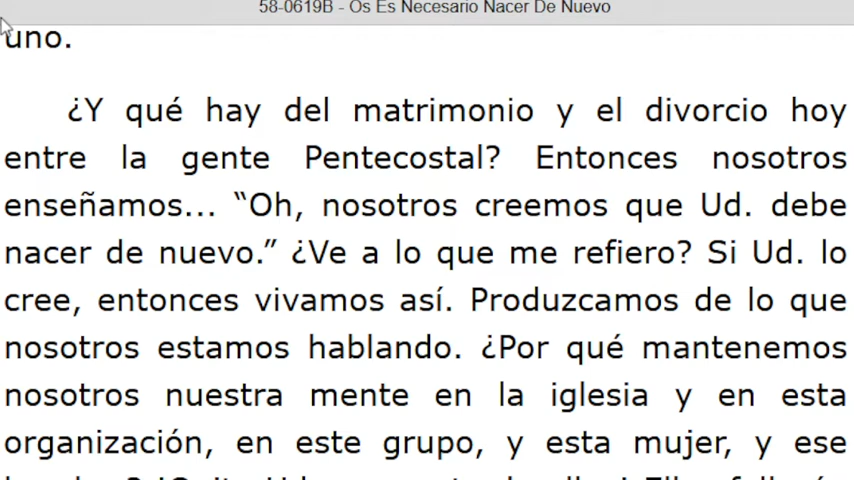 58-0619B - Os Es Necesario Nacer De Nuevo
uno.
¿Y qué hay del matrimonio y el divorcio hoy
entre la gente Pentecostal? Entonces nosotros
enseñamos... “Oh, nosotros creemos que Ud. debe
nacer de nuevo.” ¿Ve a lo que me refiero? Si Ud. lo
cree, entonces vivamos así. Produzcamos de lo que
nosotros estamos hablando. ¿Por qué mantenemos
nosotros nuestra mente en la iglesia y en esta
organización, en este grupo, y esta mujer, y ese